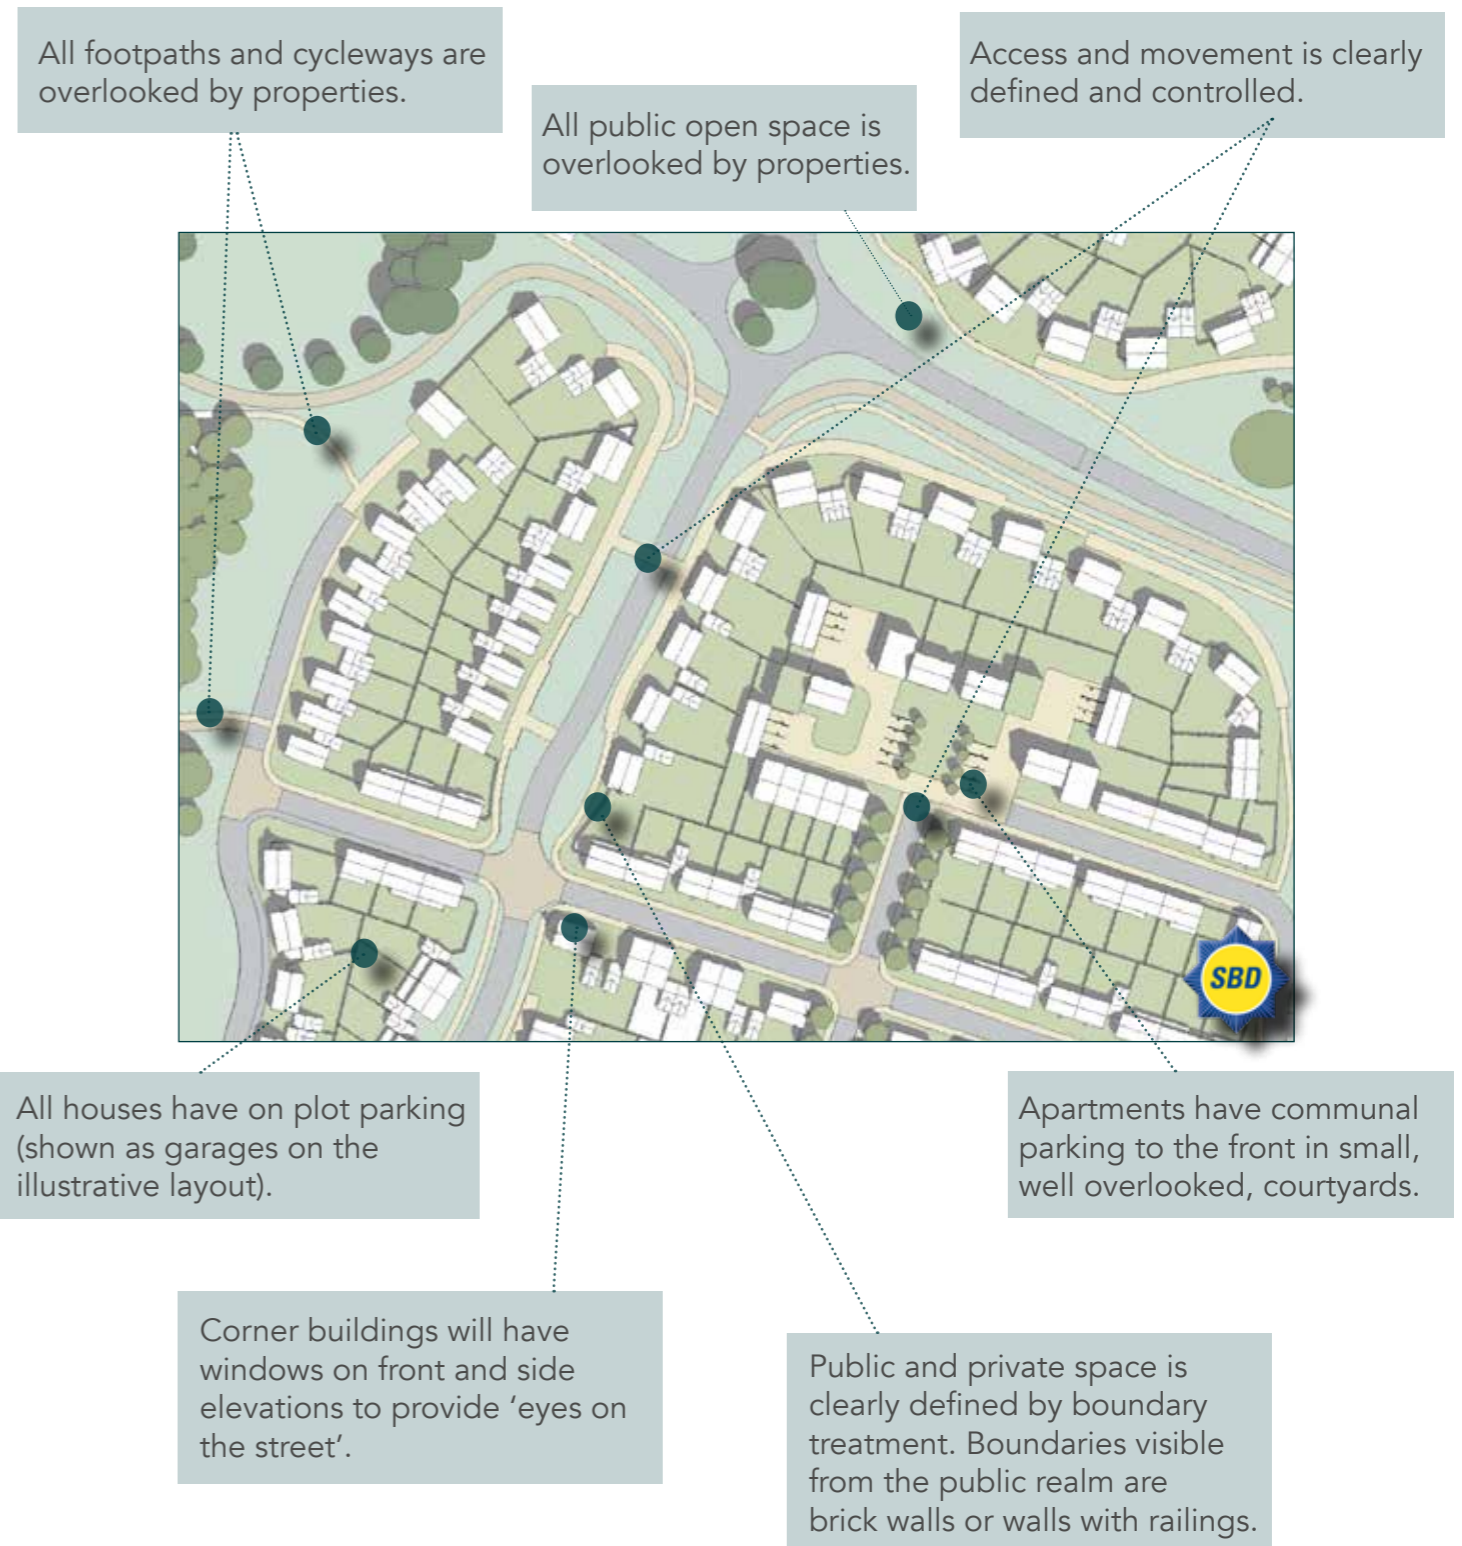 All footpaths and cycleways are
overlooked by properties.
All public open space is
overlooked by properties.
Access and movement is clearly
defined and controlled.
SBD
All houses have on plot parking
(shown as garages on the
illustrative layout).
Apartments have communal
parking to the front in small,
well overlooked, courtyards.
Corner buildings will have
windows on front and side
elevations to provide ‘eyes on
the street’.
Public and private space is
clearly defined by boundary
treatment. Boundaries visible
from the public realm are
brick walls or walls with railings.